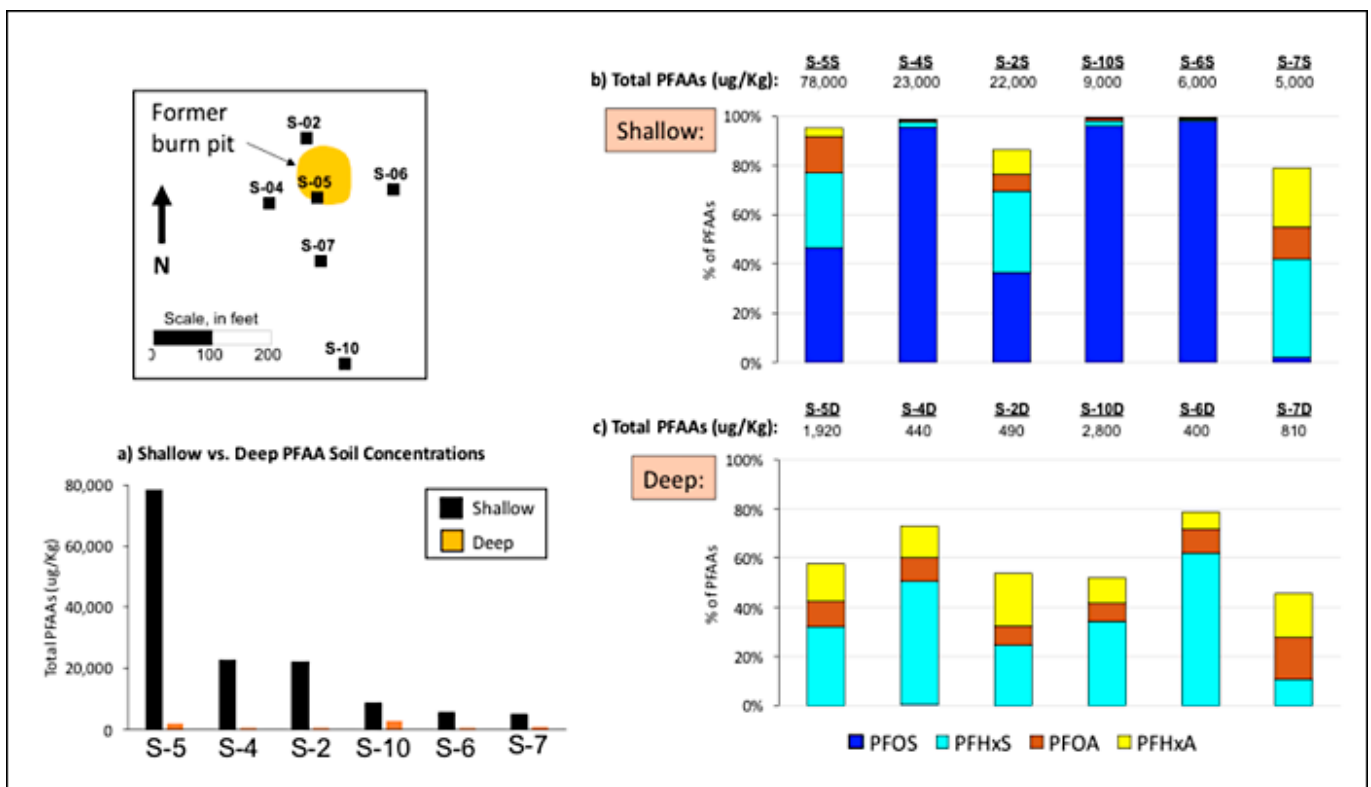 Former
burn pit
S-02
S-04
S-05
S-06
S-07
N
Scale, in feet
0 100 200
S-10
a) Shallow vs. Deep PFAA Soil Concentrations
Total PFAAs (ug/Kg)
80,000
60,000
40,000
20,000
0
Shallow
Deep
S-5 S-4 S-2 S-10 S-6 S-7
S-5S S-4S S-2S S-10S S-6S S-7S
b) Total PFAAs (ug/Kg): 78,000 23,000 22,000 9,000 6,000 5,000
Shallow:
% of PFAAs
100%
80%
60%
40%
20%
0%
S-5D S-4D S-2D S-10D S-6D S-7D
c) Total PFAAs (ug/Kg): 1,920 440 490 2,800 400 810
Deep:
% of PFAAs
100%
80%
60%
40%
20%
0%
PFOS PFHxS PFOA PFHxA